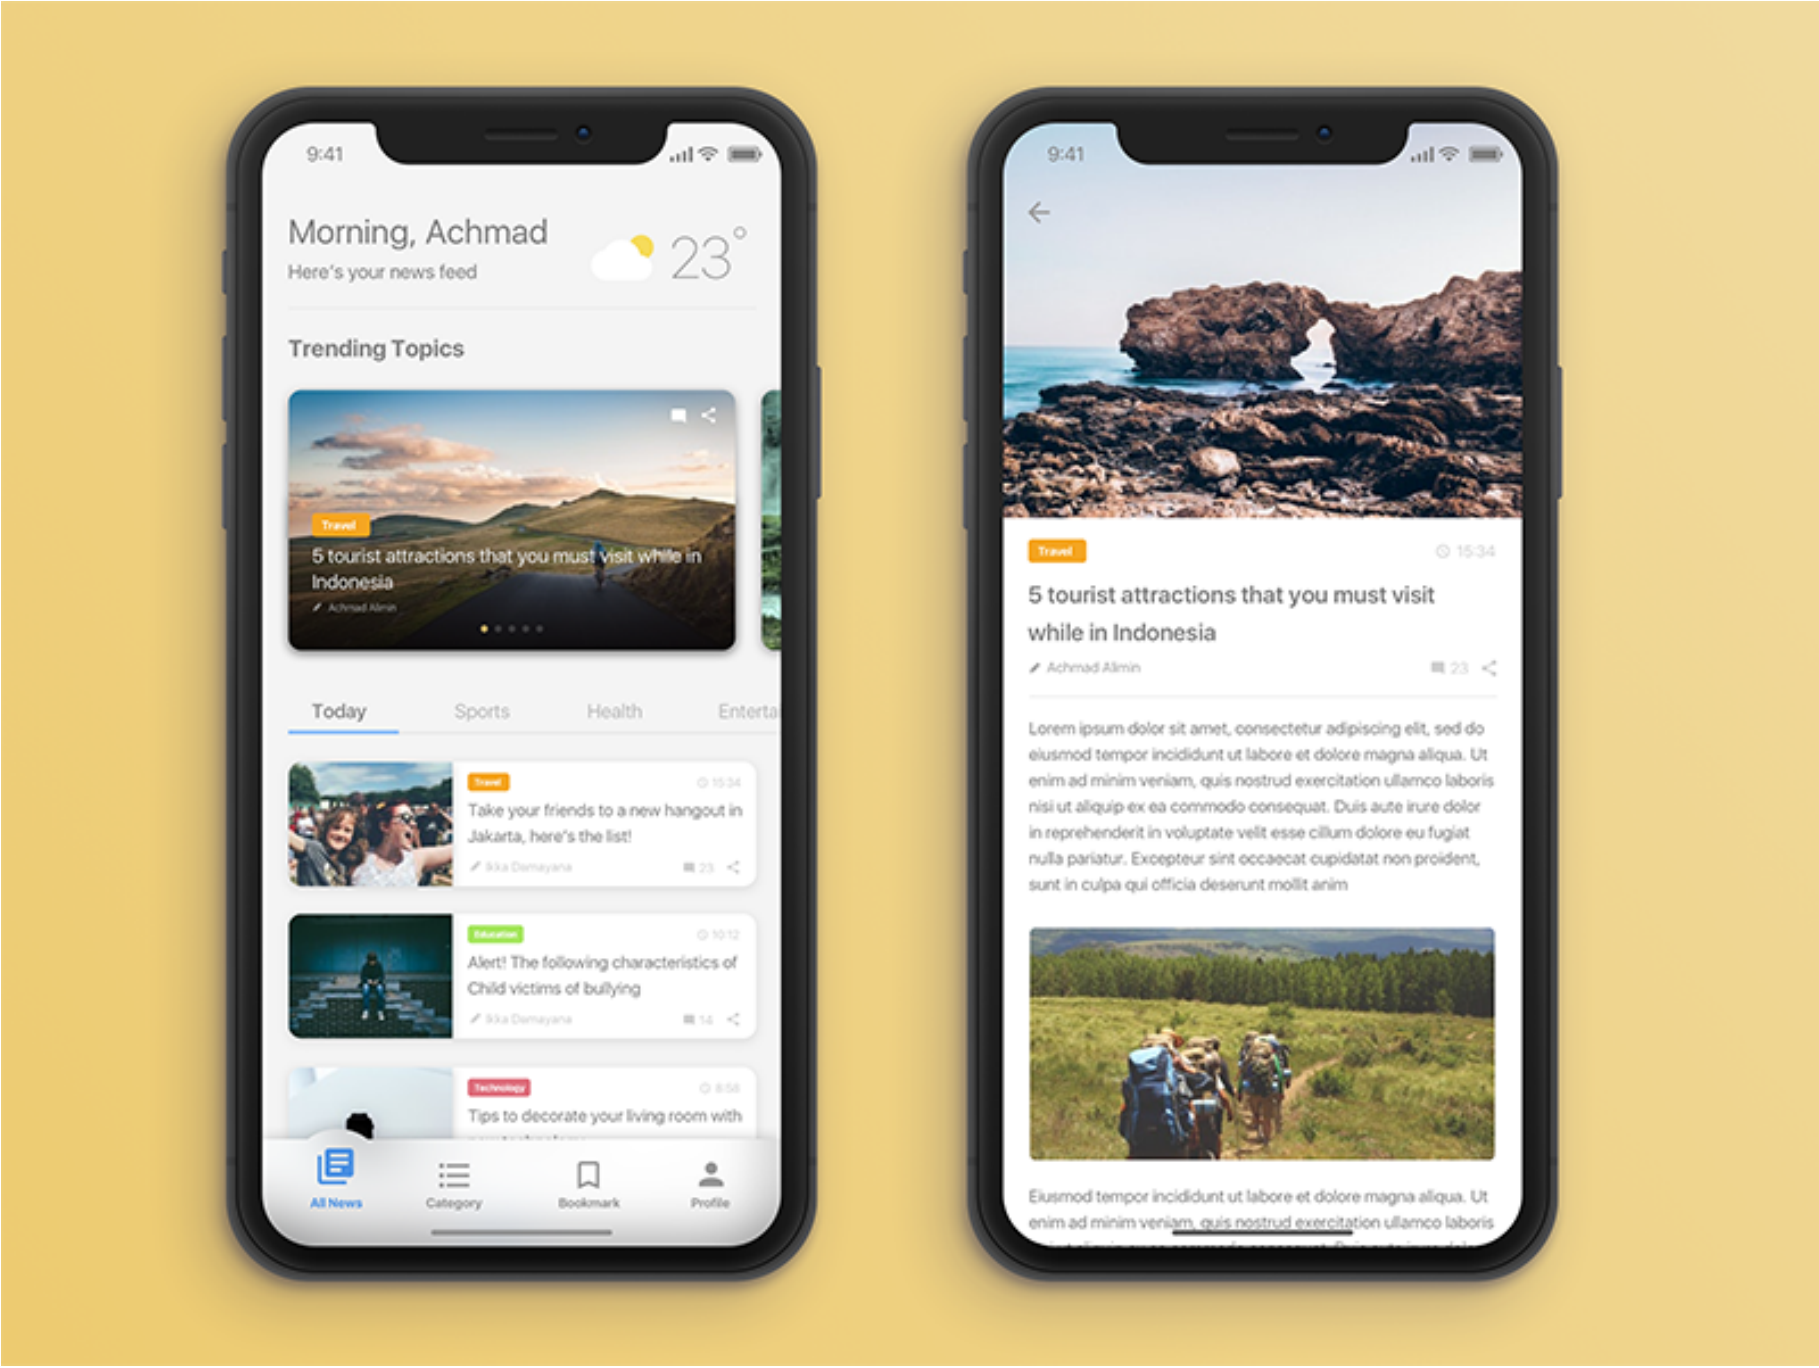 9:41
Morning, Achmad
Here's your news feed
23°
Trending Topics
Travel
5 tourist attractions that you must visit while in
Indonesia
Achmad Alimin
Today Sports Health Enterta
Travel 15:34
Take your friends to a new hangout in
Jakarta, here's the list!
Ikka Damayana 23
Education 10:12
Alert! The following characteristics of
Child victims of bullying
Ikka Damayana 14
Technology 8:58
Tips to decorate your living room with
All News Category Bookmark Profile
9:41
Travel 15:34
5 tourist attractions that you must visit
while in Indonesia
Achmad Alimin 23
Lorem ipsum dolor sit amet, consectetur adipiscing elit, sed do
eiusmod tempor incididunt ut labore et dolore magna aliqua. Ut
enim ad minim veniam, quis nostrud exercitation ullamco laboris
nisi ut aliquip ex ea commodo consequat. Duis aute irure dolor
in reprehenderit in voluptate velit esse cillum dolore eu fugiat
nulla pariatur. Excepteur sint occaecat cupidatat non proident,
sunt in culpa qui officia deserunt mollit anim
Eiusmod tempor incididunt ut labore et dolore magna aliqua. Ut
enim ad minim veniam, quis nostrud exercitation ullamco laboris